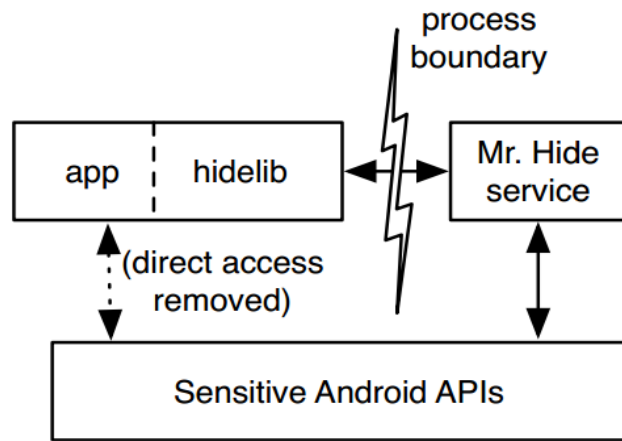 process
boundary
app
hidelib
Mr. Hide
service
(direct access
removed)
Sensitive Android APIs